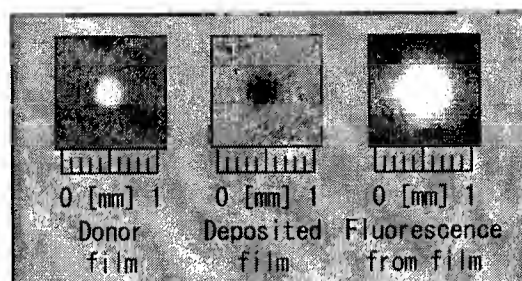 0 [mm] 1 0 [mm] 1 0 [mm] 1
Donor Deposited Fluorescence
film film from film